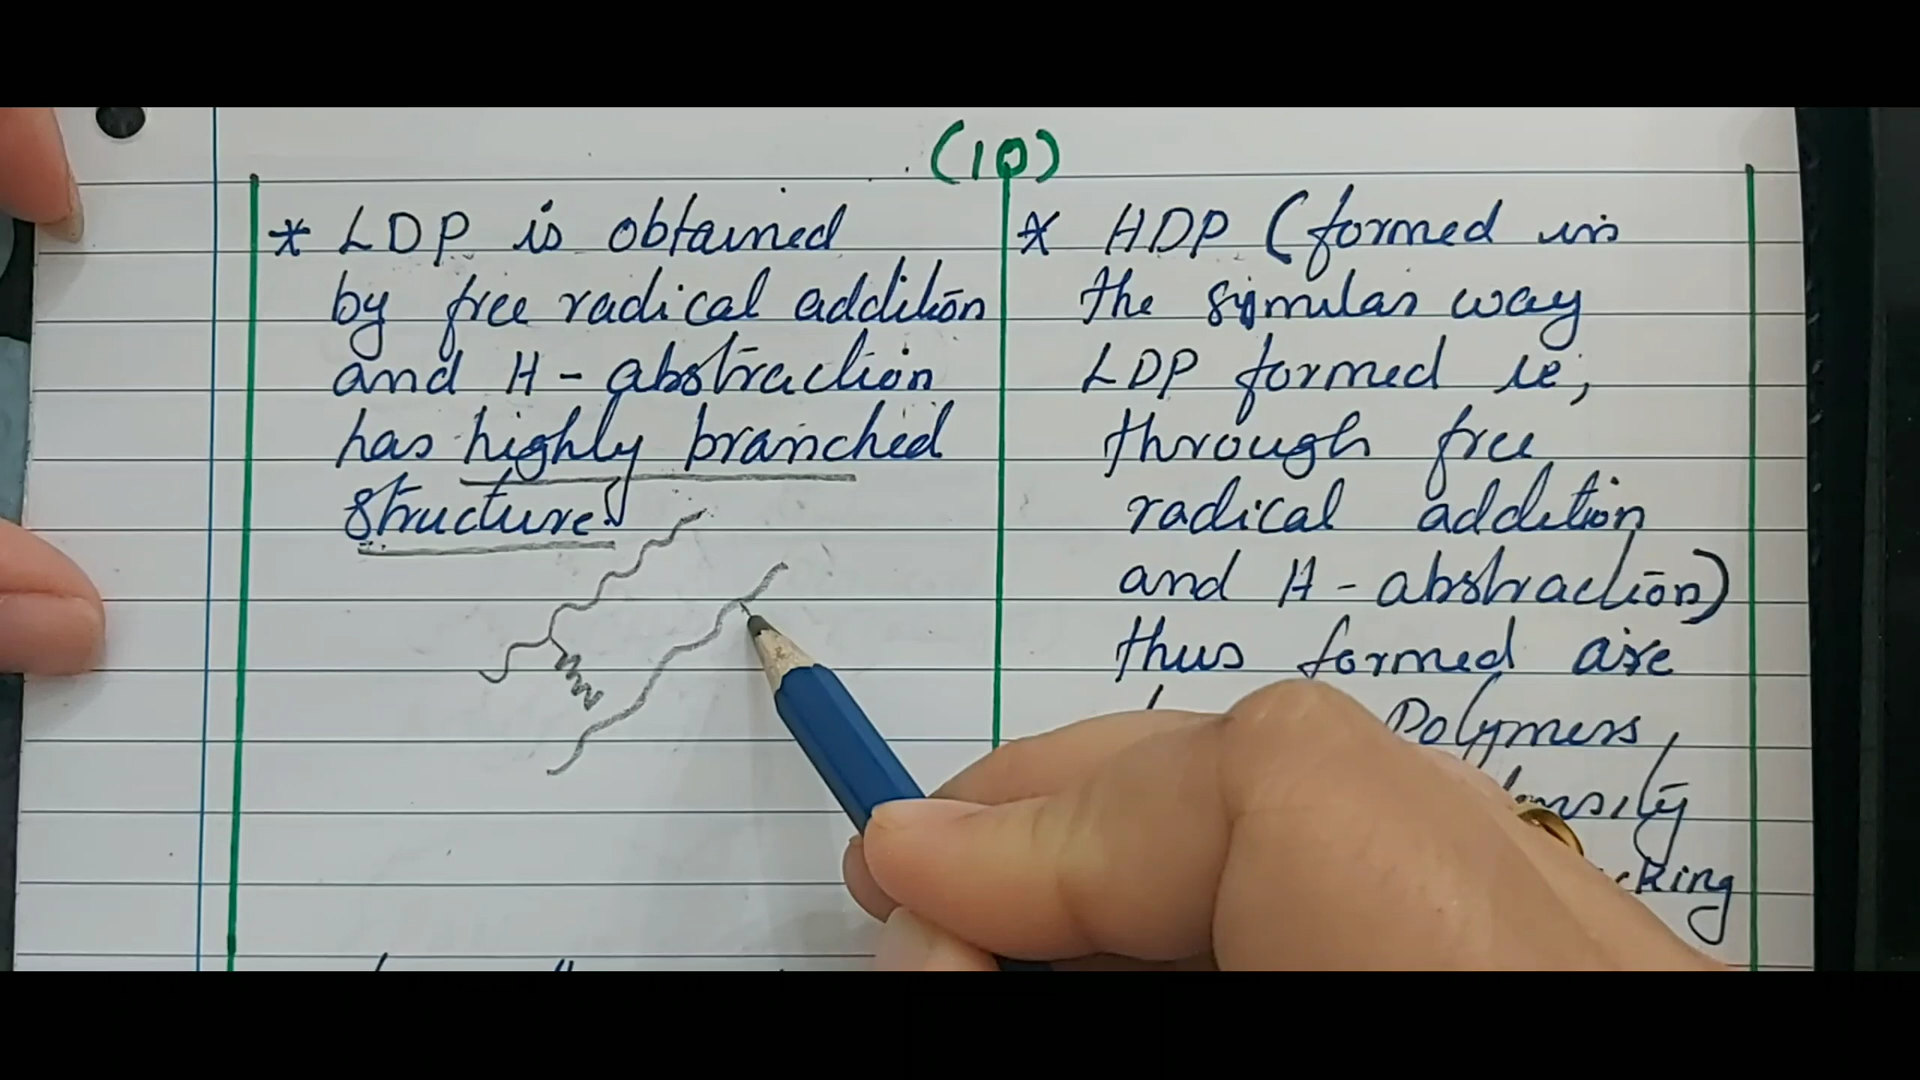 (10)
* LDP is obtained
by free radical addition
and H - abstraction
has highly branched
structure.
* HDP (formed in
the similar way
LDP formed ie,
through free
radical addition
and H - abstraction)
thus formed are
Polymers,